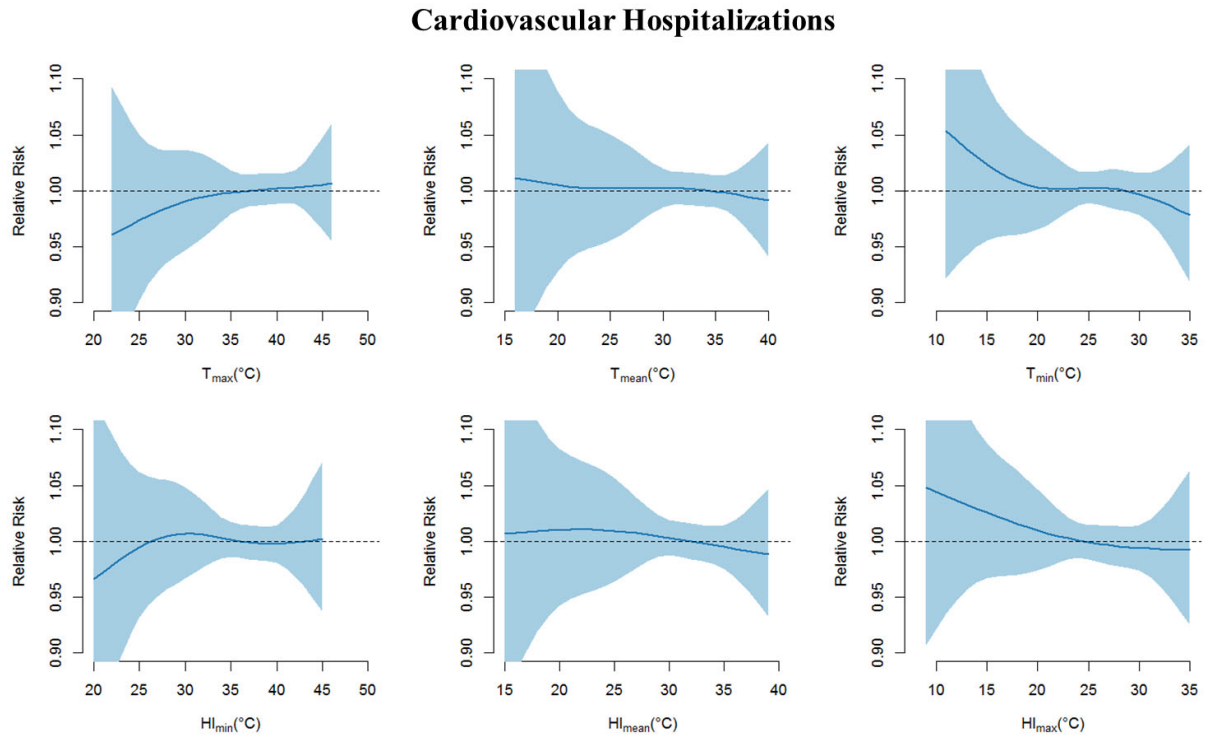 Cardiovascular Hospitalizations
Relative Risk
0.90 0.95 1.00 1.05 1.10
20 25 30 35 40 45 50
Tmax(°C)
Relative Risk
0.90 0.95 1.00 1.05 1.10
15 20 25 30 35 40
Tmean(°C)
Relative Risk
0.90 0.95 1.00 1.05 1.10
10 15 20 25 30 35
Tmin(°C)
Relative Risk
0.90 0.95 1.00 1.05 1.10
20 25 30 35 40 45 50
HImin(°C)
Relative Risk
0.90 0.95 1.00 1.05 1.10
15 20 25 30 35 40
HImean(°C)
Relative Risk
0.90 0.95 1.00 1.05 1.10
10 15 20 25 30 35
HImax(°C)